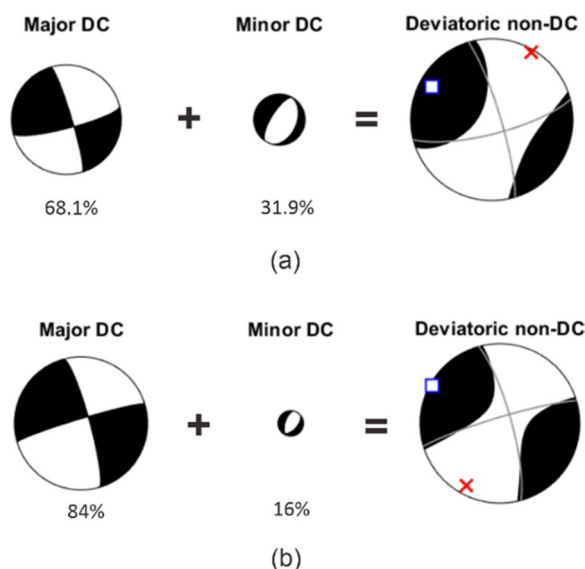 Major DC Minor DC Deviatoric non-DC
+ =
68.1% 31.9%
(a)
Major DC Minor DC Deviatoric non-DC
+ =
84% 16%
(b)